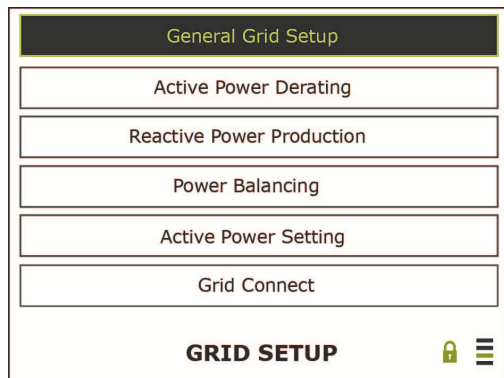 General Grid Setup
Active Power Derating
Reactive Power Production
Power Balancing
Active Power Setting
Grid Connect
GRID SETUP